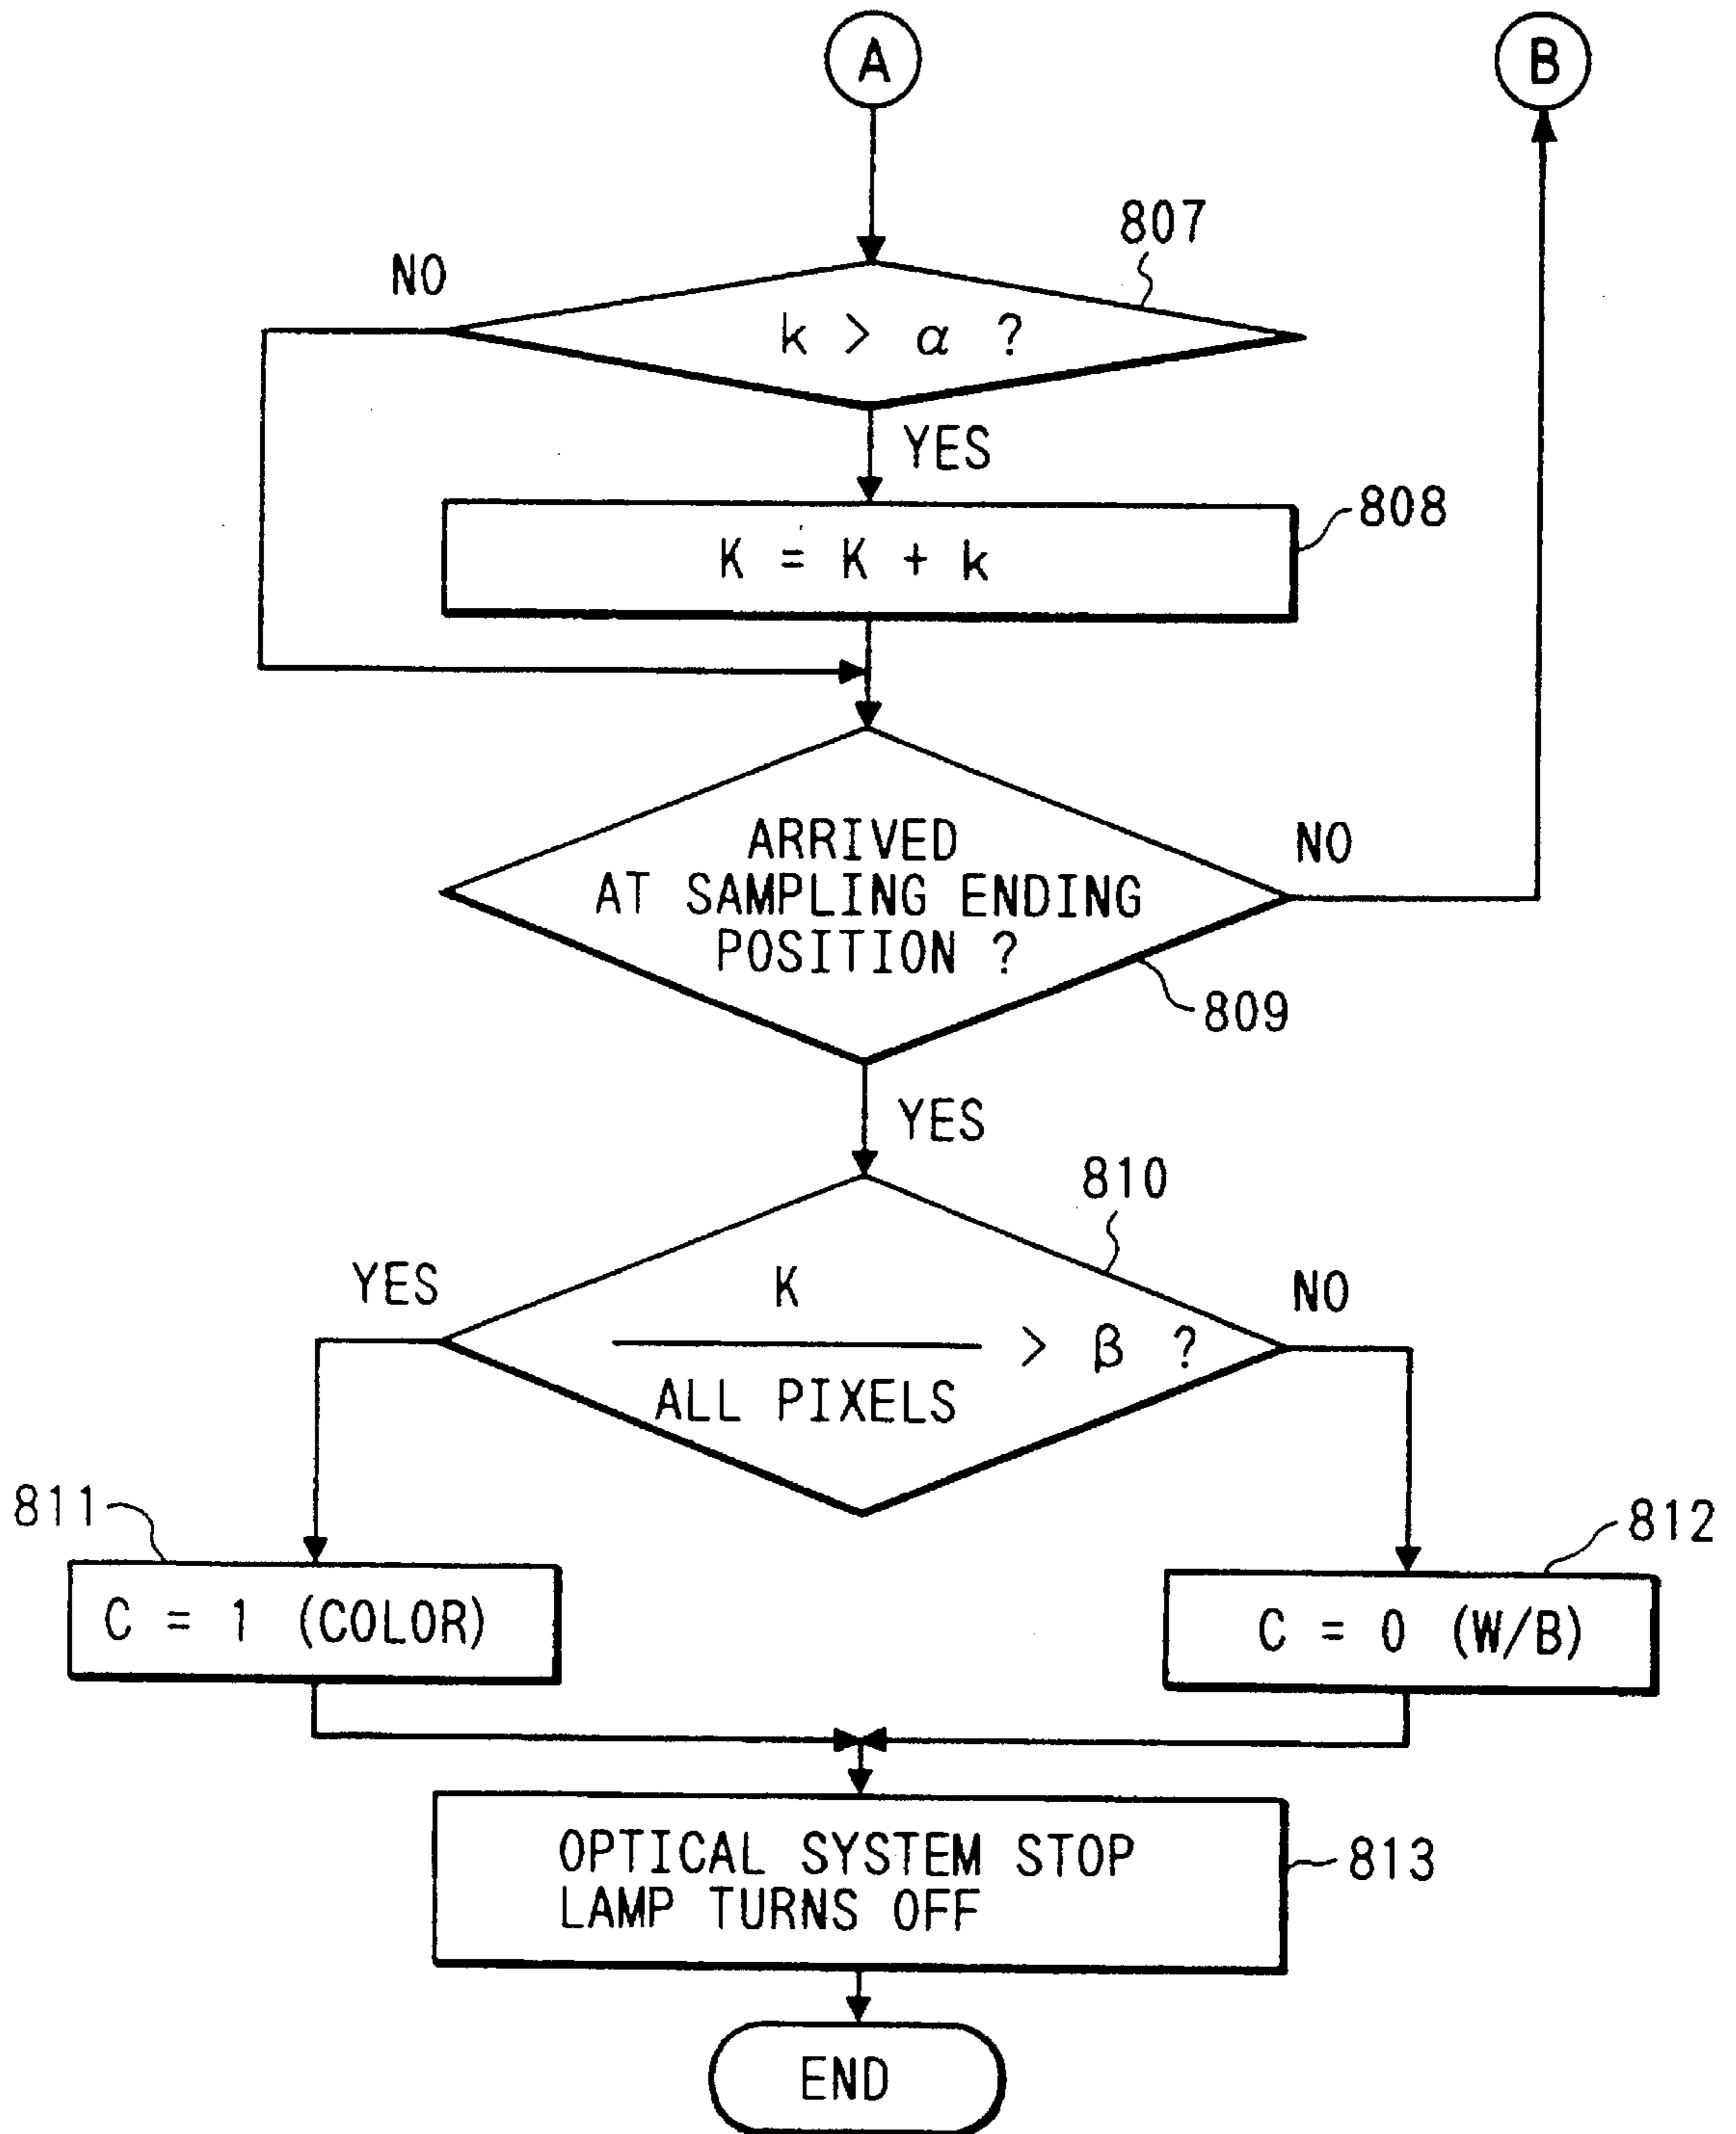 A
B
807
NO
k > α ?
YES
808
K = K + k
ARRIVED
AT SAMPLING ENDING
POSITION ?
NO
809
YES
810
YES
K
NO
> β ?
ALL PIXELS
811
812
C = 1 (COLOR)
C = 0 (W/B)
OPTICAL SYSTEM STOP
LAMP TURNS OFF
813
END